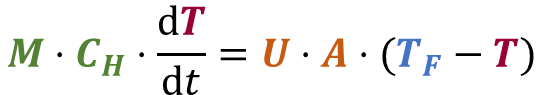 M · C_H · dT/dt = U · A · (T_F − T)